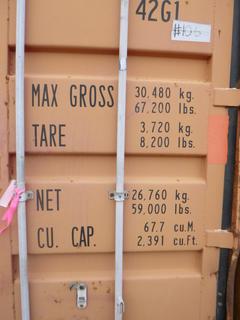 42G1
MAX GROSS 30,480 kg.
67,200 lbs.
TARE 3,720 kg.
8,200 lbs.
NET 26,760 kg.
59,000 lbs.
CU. CAP. 67.7 cu.M.
2,391 cu.Ft.